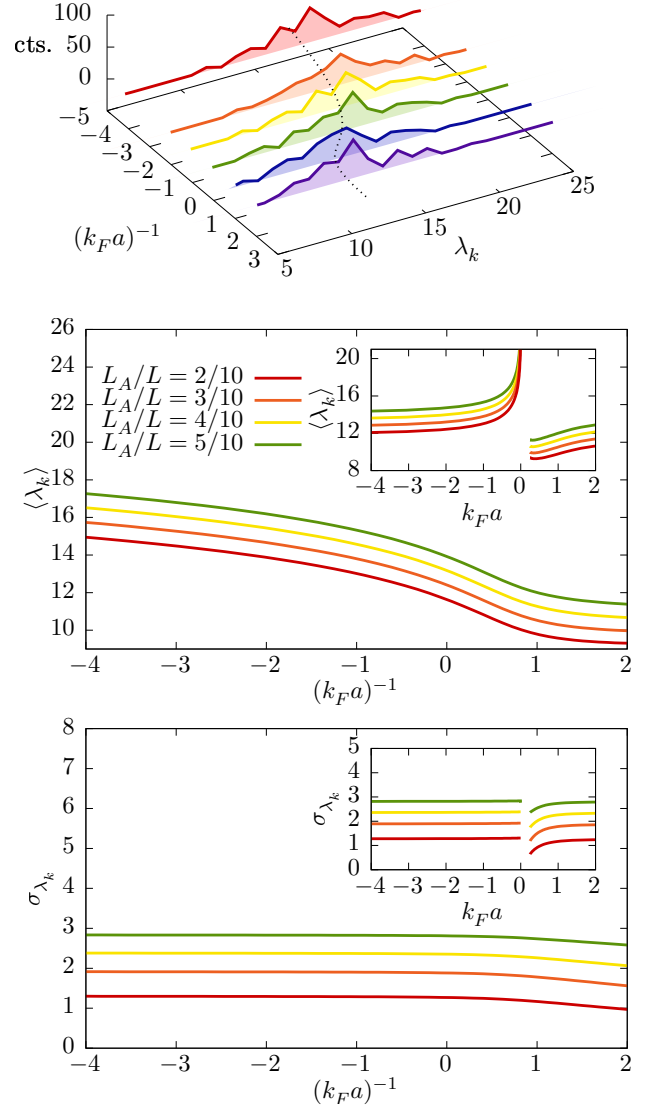 100
50
cts.
0
−5
−4
−3
−2
−1
0
1
2
3
(k_F a)^{−1}
5
10
15
20
25
λ_k
26
24
22
20
18
16
14
12
10
⟨λ_k⟩
L_A/L = 2/10
L_A/L = 3/10
L_A/L = 4/10
L_A/L = 5/10
20
16
12
8
⟨λ_k⟩
−4 −3 −2 −1 0 1 2
k_F a
−4 −3 −2 −1 0 1 2
(k_F a)^{−1}
8
7
6
5
4
3
2
1
0
σ_{λ_k}
5
4
3
2
1
0
σ_{λ_k}
−4 −3 −2 −1 0 1 2
k_F a
−4 −3 −2 −1 0 1 2
(k_F a)^{−1}